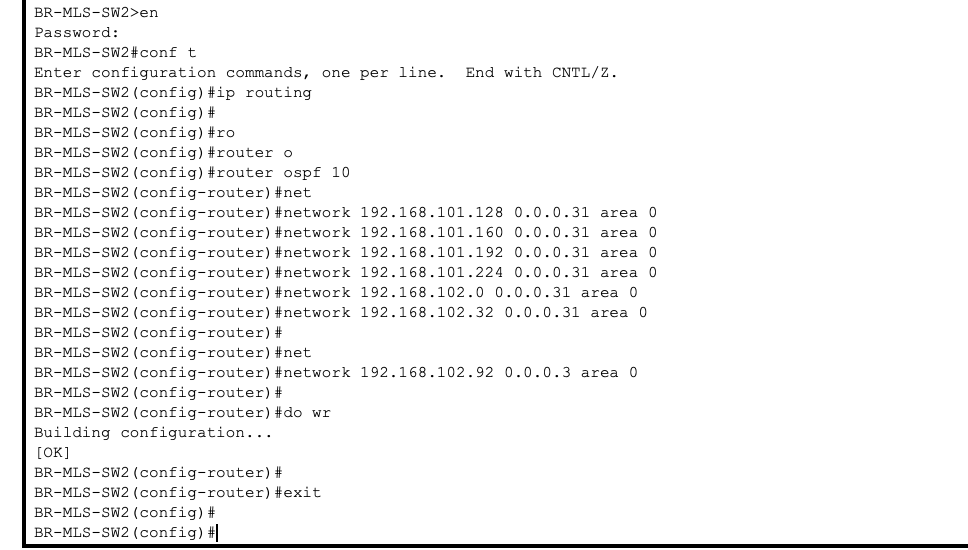 BR-MLS-SW2>en
Password:
BR-MLS-SW2#conf t
Enter configuration commands, one per line.  End with CNTL/Z.
BR-MLS-SW2(config)#ip routing
BR-MLS-SW2(config)#
BR-MLS-SW2(config)#ro
BR-MLS-SW2(config)#router o
BR-MLS-SW2(config)#router ospf 10
BR-MLS-SW2(config-router)#net
BR-MLS-SW2(config-router)#network 192.168.101.128 0.0.0.31 area 0
BR-MLS-SW2(config-router)#network 192.168.101.160 0.0.0.31 area 0
BR-MLS-SW2(config-router)#network 192.168.101.192 0.0.0.31 area 0
BR-MLS-SW2(config-router)#network 192.168.101.224 0.0.0.31 area 0
BR-MLS-SW2(config-router)#network 192.168.102.0 0.0.0.31 area 0
BR-MLS-SW2(config-router)#network 192.168.102.32 0.0.0.31 area 0
BR-MLS-SW2(config-router)#
BR-MLS-SW2(config-router)#net
BR-MLS-SW2(config-router)#network 192.168.102.92 0.0.0.3 area 0
BR-MLS-SW2(config-router)#
BR-MLS-SW2(config-router)#do wr
Building configuration...
[OK]
BR-MLS-SW2(config-router)#
BR-MLS-SW2(config-router)#exit
BR-MLS-SW2(config)#
BR-MLS-SW2(config)#